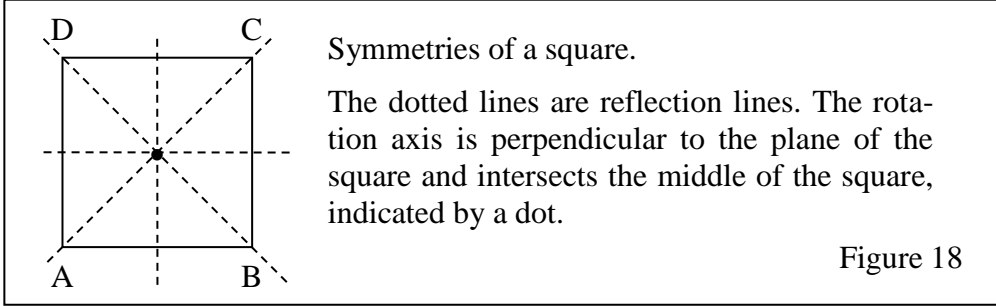 D C
Symmetries of a square.
The dotted lines are reflection lines. The rota-
tion axis is perpendicular to the plane of the
square and intersects the middle of the square,
indicated by a dot.
A B
Figure 18